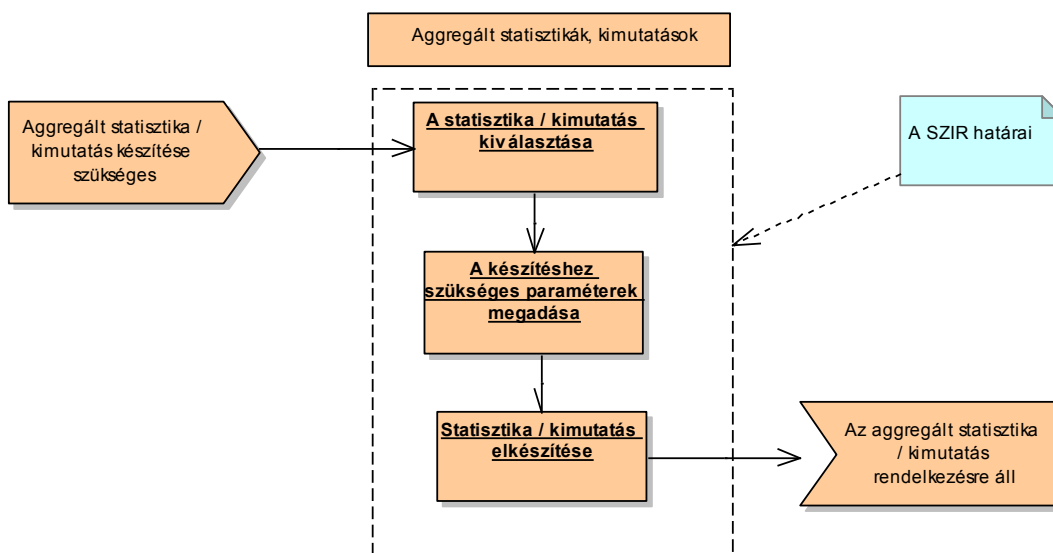 Aggregált statisztikák, kimutatások
Aggregált statisztika /
kimutatás készítése
szükséges
A statisztika / kimutatás
kiválasztása
A SZIR határai
A készítéshez
szükséges paraméterek
megadása
Statisztika / kimutatás
elkészítése
Az aggregált statisztika
/ kimutatás
rendelkezésre áll